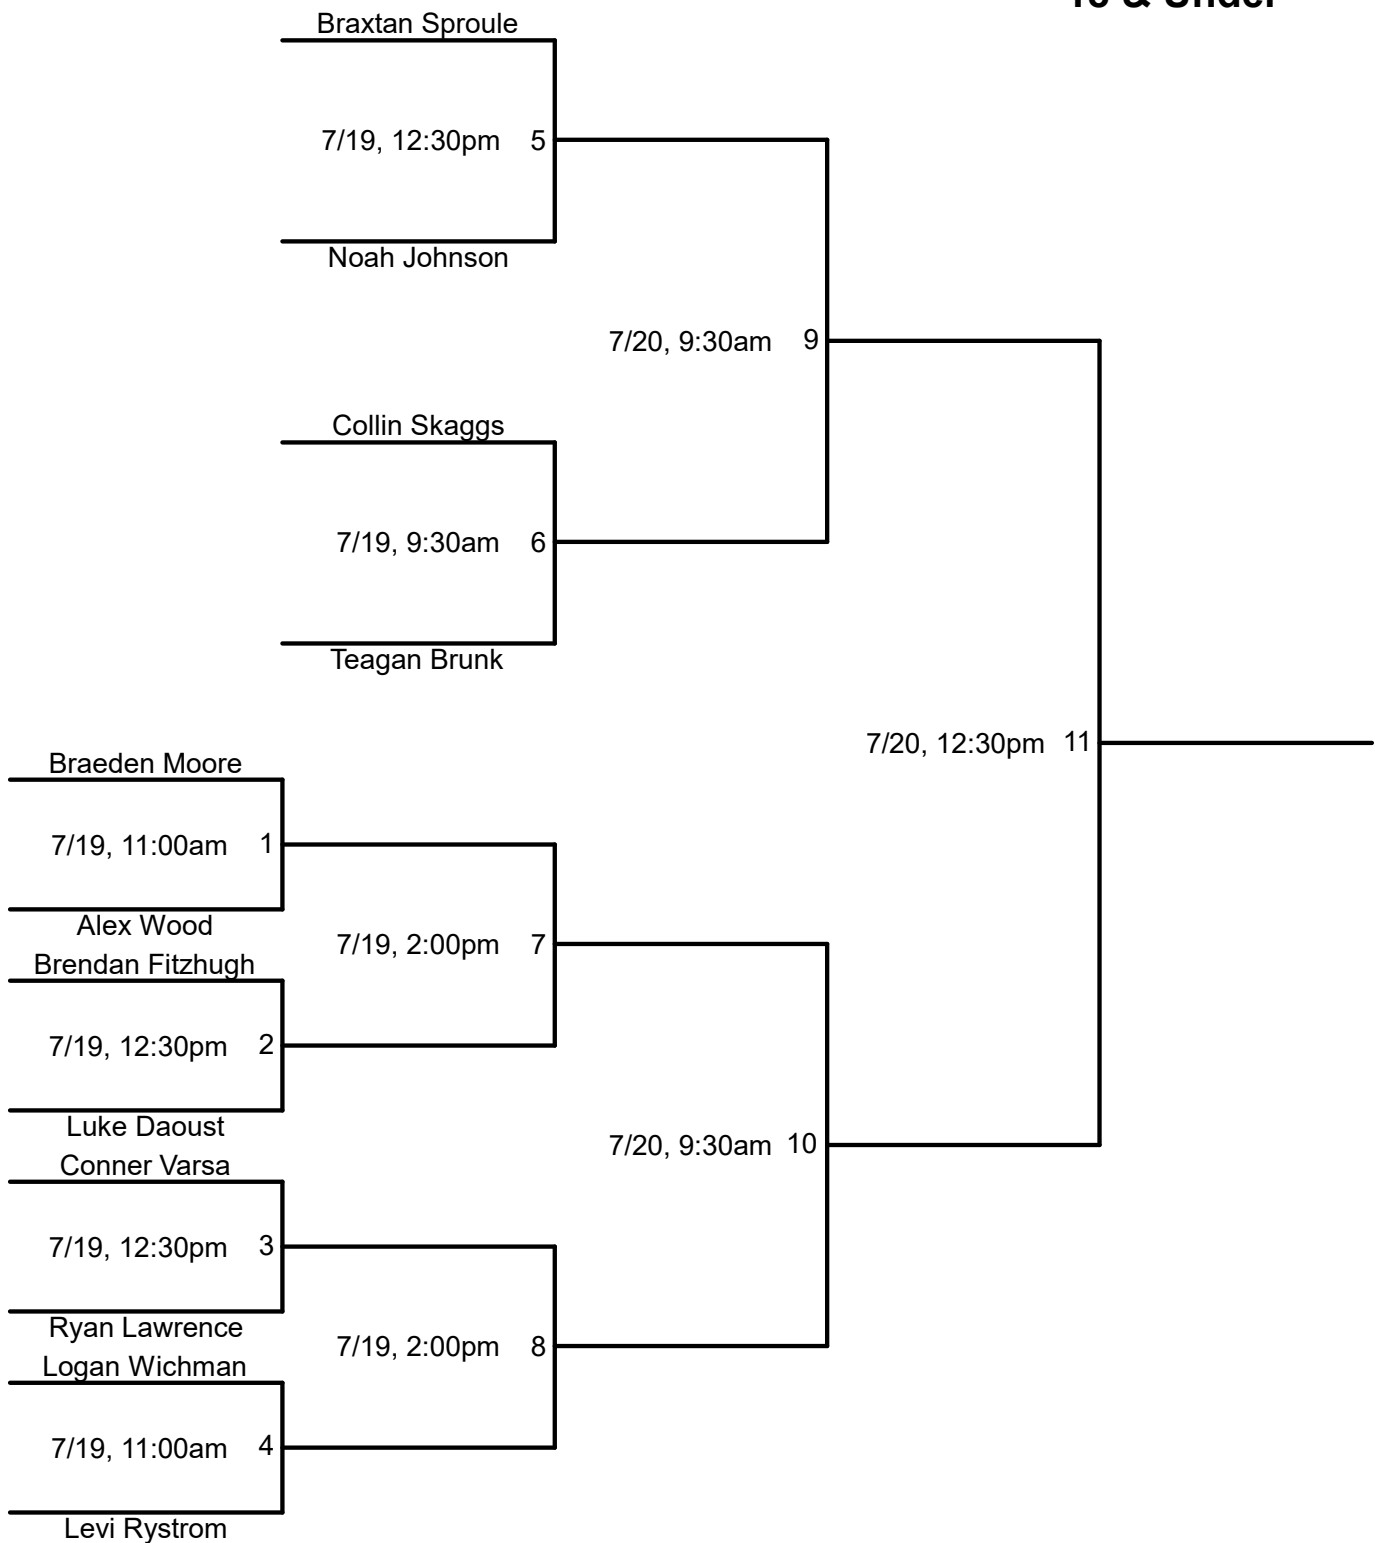 & Under
Braxtan Sproule
7/19, 12:30pm 5
Noah Johnson
7/20, 9:30am 9
Collin Skaggs
7/19, 9:30am 6
Teagan Brunk
7/20, 12:30pm 11
Braeden Moore
7/19, 11:00am 1
Alex Wood
7/19, 2:00pm 7
Brendan Fitzhugh
7/19, 12:30pm 2
Luke Daoust
7/20, 9:30am 10
Conner Varsa
7/19, 12:30pm 3
Ryan Lawrence
7/19, 2:00pm 8
Logan Wichman
7/19, 11:00am 4
Levi Rystrom